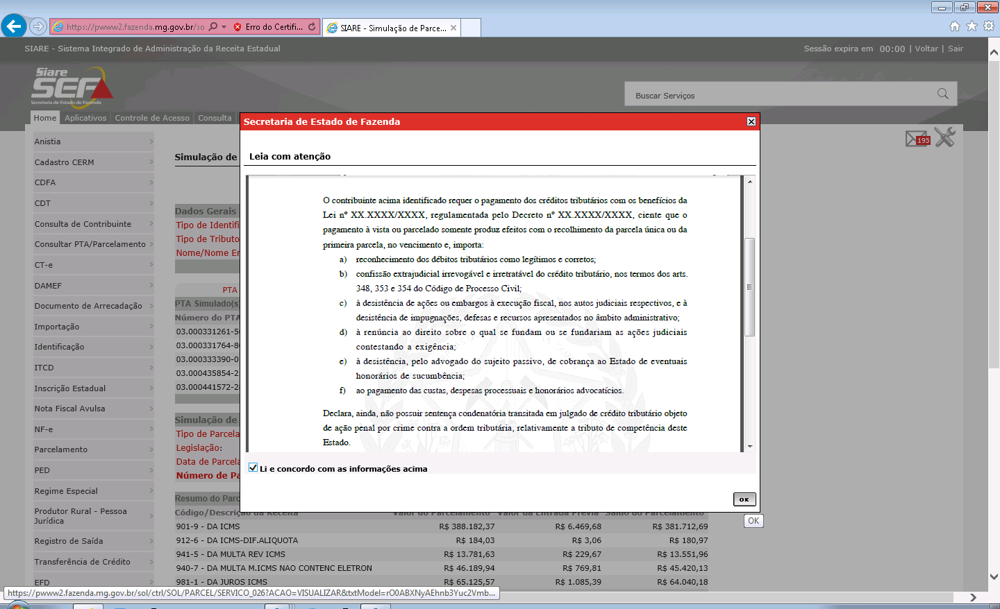 https://pwww2.fazenda.mg.gov.br/so
Erro do Certifi...
SIARE - Simulação de Parce...
SIARE - Sistema Integrado de Administração da Receita Estadual
Sessão expira em 00:00 | Voltar | Sair
Siare
SEF
Secretaria de Estado de Fazenda
Buscar Serviços
Home
Aplicativos
Controle de Acesso
Consulta
195
Anistia
Cadastro CERM
CDFA
CDT
Consulta de Contribuinte
Consultar PTA/Parcelamento
CT-e
DAMEF
Documento de Arrecadação
Importação
Identificação
ITCD
Inscrição Estadual
Nota Fiscal Avulsa
NF-e
Parcelamento
PED
Regime Especial
Produtor Rural - Pessoa
Jurídica
Registro de Saída
Transferência de Crédito
EFD
Simulação de
Dados Gerais
Tipo de Identifi
Tipo de Tributo
Nome/Nome En
PTA
PTA Simulado(s)
Número do PTA
03.000331261-5
03.000331764-8
03.000333390-0
03.000435854-2
03.000441572-2
Simulação de
Tipo de Parcela
Legislação:
Data de Parcela
Número de Pa
Resumo do Parc
Secretaria de Estado de Fazenda
Leia com atenção
O contribuinte acima identificado requer o pagamento dos créditos tributários com os benefícios da
Lei nº XX.XXXX/XXXX, regulamentada pelo Decreto nº XX.XXXX/XXXX, ciente que o
pagamento à vista ou parcelado somente produz efeitos com o recolhimento da parcela única ou da
primeira parcela, no vencimento e, importa:
a) reconhecimento dos débitos tributários como legítimos e corretos;
b) confissão extrajudicial irrevogável e irretratável do crédito tributário, nos termos dos arts.
348, 353 e 354 do Código de Processo Civil;
c) à desistência de ações ou embargos à execução fiscal, nos autos judiciais respectivos, e à
desistência de impugnações, defesas e recursos apresentados no âmbito administrativo;
d) à renúncia ao direito sobre o qual se fundam ou se fundariam as ações judiciais
contestando a exigência;
e) à desistência, pelo advogado do sujeito passivo, de cobrança ao Estado de eventuais
honorários de sucumbência;
f) ao pagamento das custas, despesas processuais e honorários advocatícios.
Declara, ainda, não possuir sentença condenatória transitada em julgado de crédito tributário objeto
de ação penal por crime contra a ordem tributária, relativamente a tributo de competência deste
Estado.
Li e concordo com as informações acima
OK
OK
Código/Descrição da Receita Valor do Parcelamento Valor da Entrada Prévia Saldo do Parcelamento
901-9 - DA ICMS R$ 388.182,37 R$ 6.469,68 R$ 381.712,69
912-6 - DA ICMS-DIF.ALIQUOTA R$ 184,03 R$ 3,06 R$ 180,97
941-5 - DA MULTA REV ICMS R$ 13.781,63 R$ 229,67 R$ 13.551,96
940-7 - DA MULTA M.ICMS NAO CONTENC ELETRON R$ 46.189,94 R$ 769,81 R$ 45.420,13
981-1 - DA JUROS ICMS R$ 65.125,57 R$ 1.085,39 R$ 64.040,18
https://pwww2.fazenda.mg.gov.br/sol/ctrl/SOL/PARCEL/SERVICO_026?ACAO=VISUALIZAR&txtModel=rO0ABXNyAEhnb3Yuc2Vmb...